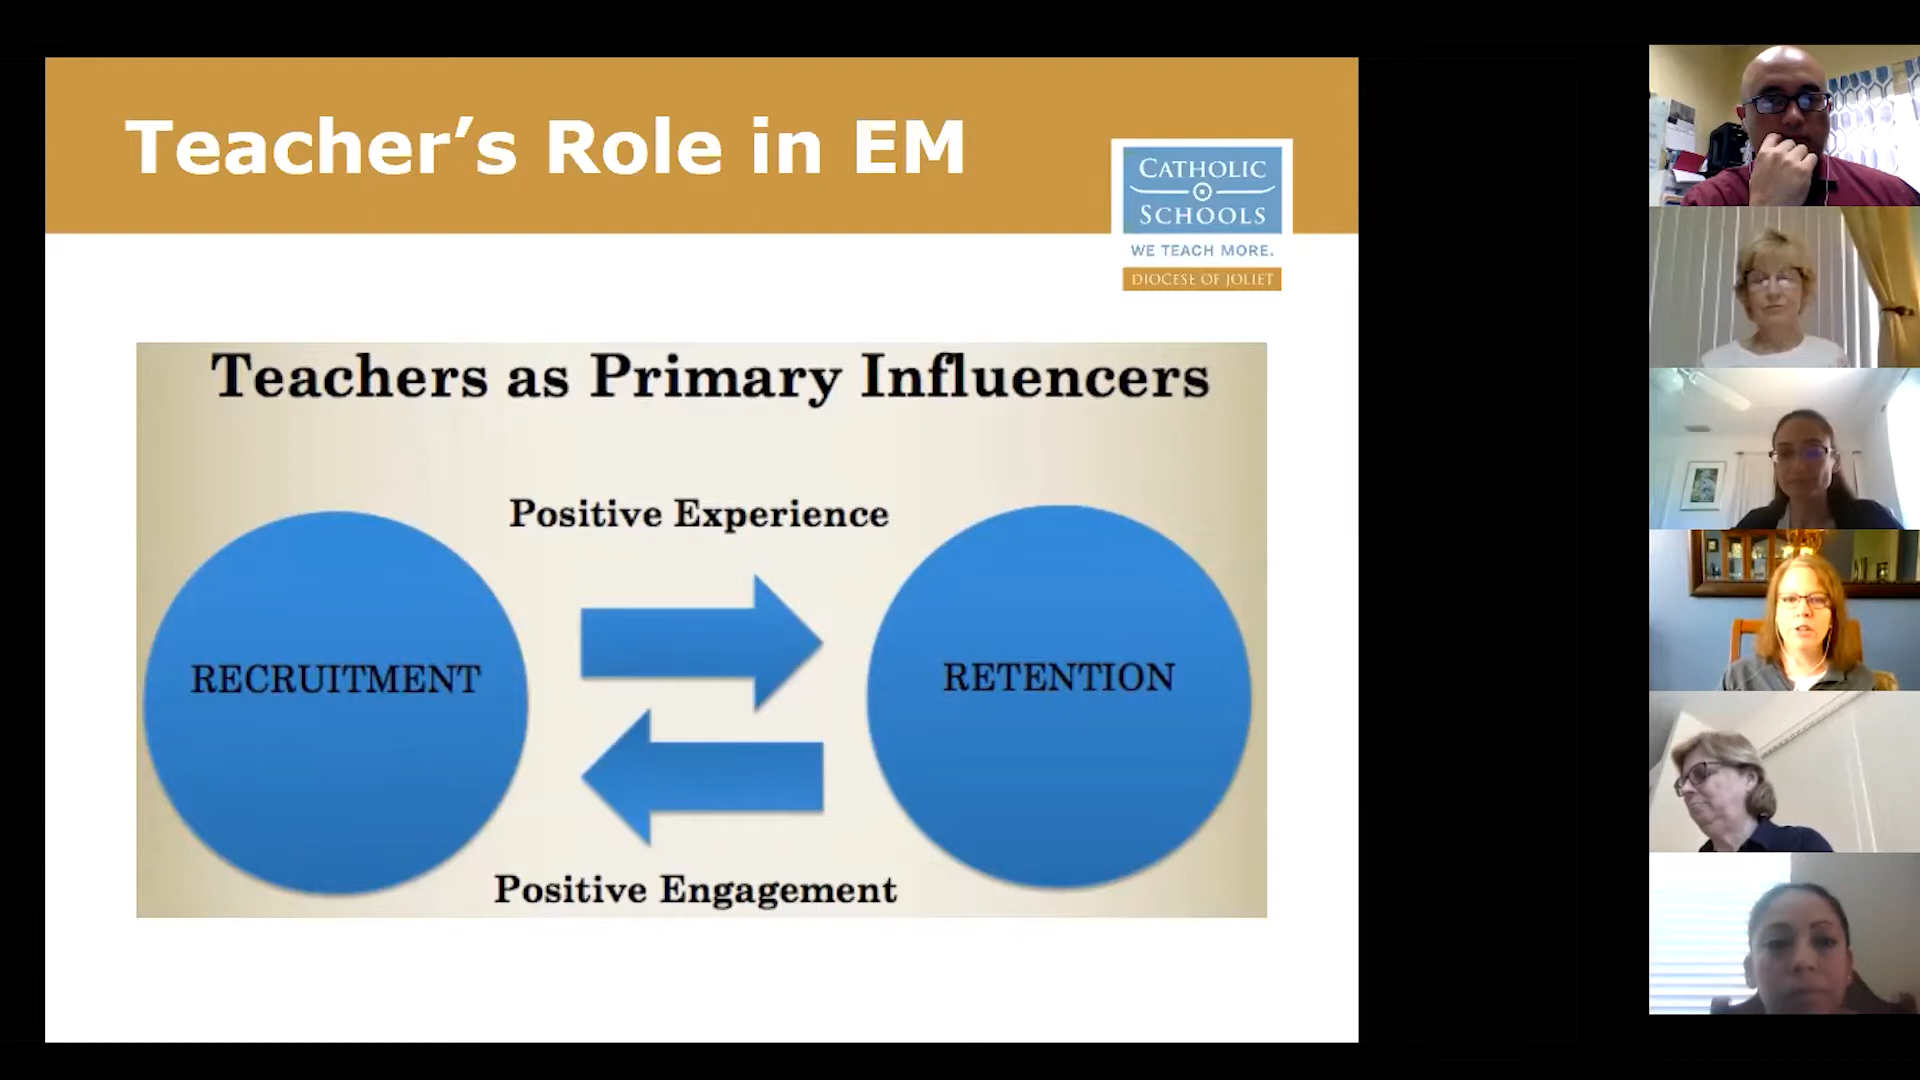 Teacher’s Role in EM
CATHOLIC
SCHOOLS
WE TEACH MORE.
DIOCESE OF JOLIET
Teachers as Primary Influencers
Positive Experience
RECRUITMENT
RETENTION
Positive Engagement